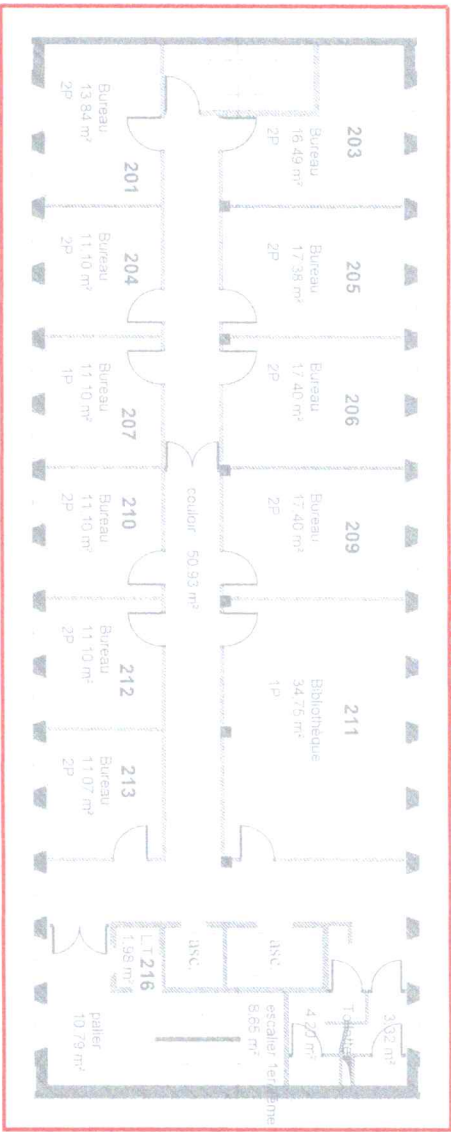 203
Bureau
16.49 m²
2P
205
Bureau
17.38 m²
2P
206
Bureau
17.40 m²
2P
209
Bureau
17.40 m²
2P
211
Bibliothèque
34.75 m²
1P
3.32 m²
4.20 m²
asc.
escalier
8.85 m²
couloir 50.93 m²
asc.
201
Bureau
13.84 m²
2P
204
Bureau
11.10 m²
2P
207
Bureau
11.10 m²
1P
210
Bureau
11.10 m²
2P
212
Bureau
11.10 m²
2P
213
Bureau
11.07 m²
2P
216
LT
1.98 m²
palier
10.79 m²